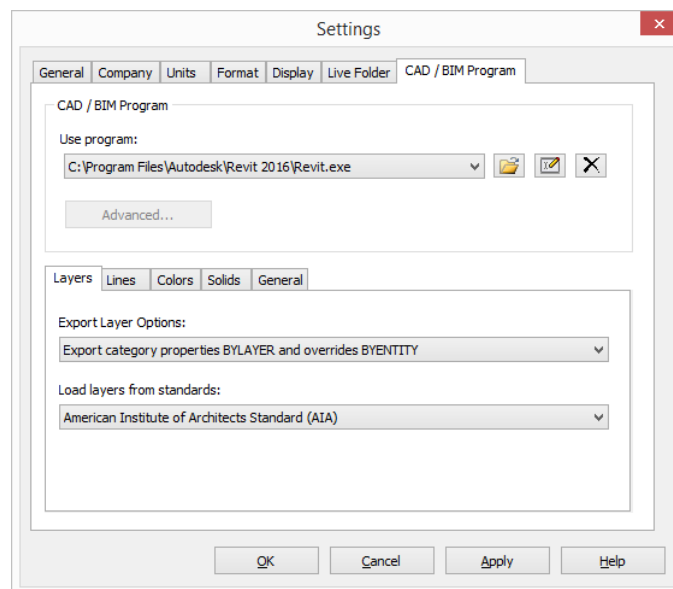 Settings
General Company Units Format Display Live Folder CAD / BIM Program
CAD / BIM Program
Use program:
C:\Program Files\Autodesk\Revit 2016\Revit.exe
Advanced...
Layers Lines Colors Solids General
Export Layer Options:
Export category properties BYLAYER and overrides BYENTITY
Load layers from standards:
American Institute of Architects Standard (AIA)
OK Cancel Apply Help